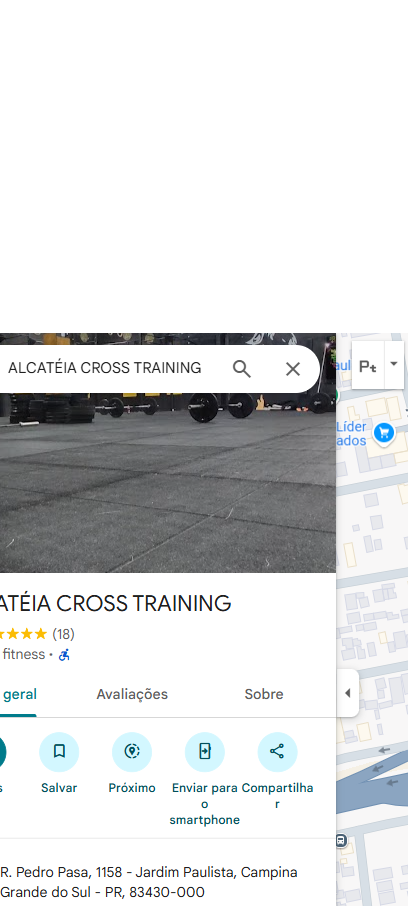 aul
ALCATÉIA CROSS TRAINING
Líder
ados
ATÉIA CROSS TRAINING
(18)
fitness •
geral
Avaliações
Sobre
s
Salvar
Próximo
Enviar para
o
smartphone
Compartilha
r
R. Pedro Pasa, 1158 - Jardim Paulista, Campina
Grande do Sul - PR, 83430-000